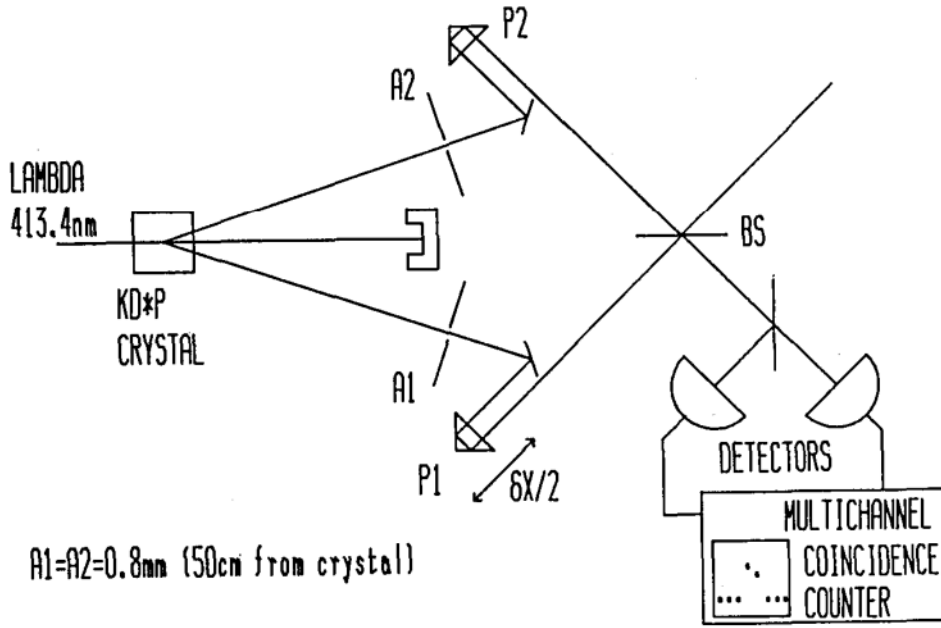 P2
A2
LAMBDA
413.4nm
BS
KD*P
CRYSTAL
A1
P1
δX/2
DETECTORS
MULTICHANNEL
COINCIDENCE
COUNTER
A1=A2=0.8mm (50cm from crystal)